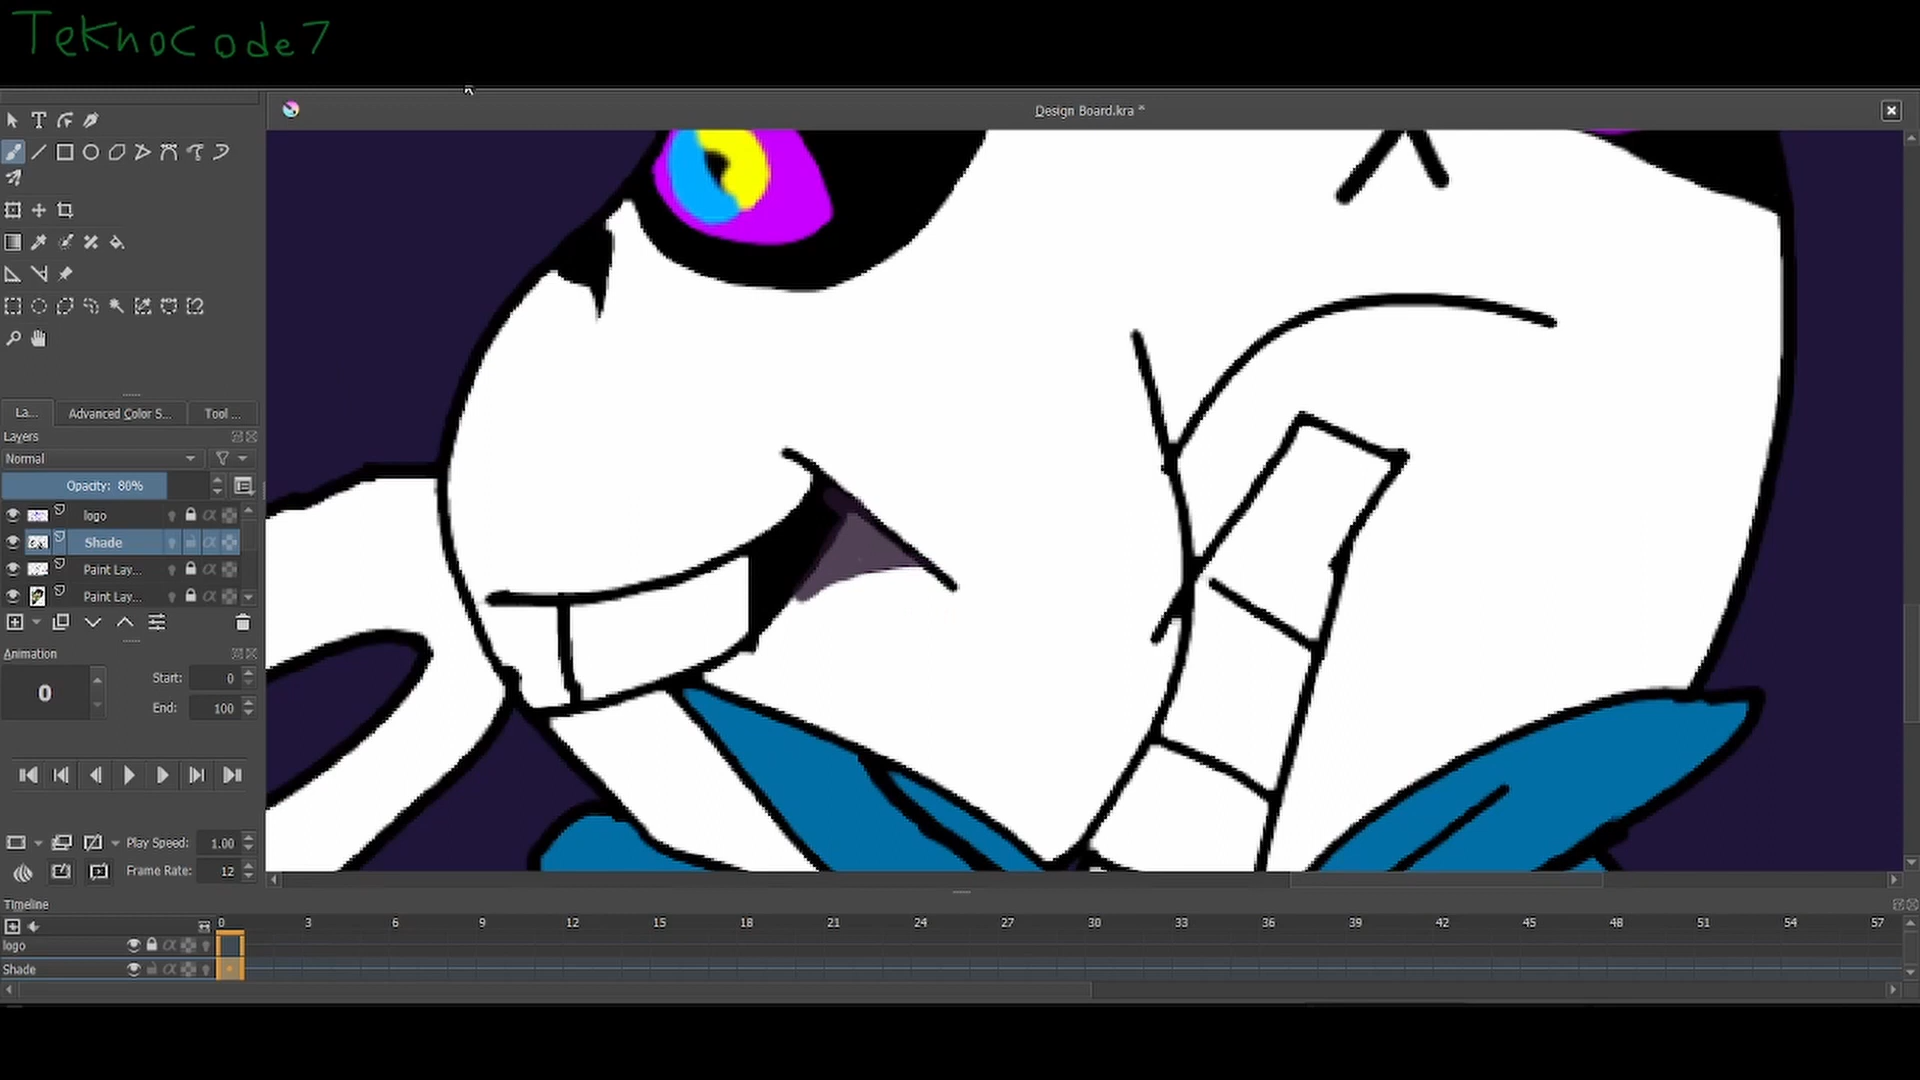 TeknoCode7
Design Board.kra *
La...
Advanced Color S...
Tool ...
Layers
Normal
Opacity: 80%
logo
Shade
Paint Lay...
Paint Lay...
Animation
0
Start: 0
End: 100
Play Speed: 1.00
Frame Rate: 12
Timeline
0 3 6 9 12 15 18 21 24 27 30 33 36 39 42 45 48 51 54 57
logo
Shade